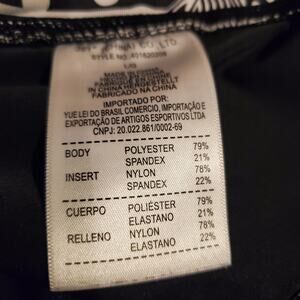 (CHINA) CO., LTD.
STYLE NO.
L/G
MADE IN CHINA
FABRIQUÉ EN CHINE
IN CHINA HERGESTELLT
FABRICADO EN CHINA
IMPORTADO POR:
YUE LEI DO BRASIL COMERCIO, IMPORTAÇÃO E
EXPORTAÇÃO DE ARTIGOS ESPORTIVOS LTDA
CNPJ: 20.022.861/0002-69
BODY POLYESTER 79%
SPANDEX 21%
INSERT NYLON 78%
SPANDEX 22%
CUERPO POLIÉSTER 79%
ELASTANO 21%
RELLENO NYLON 78%
ELASTANO 22%